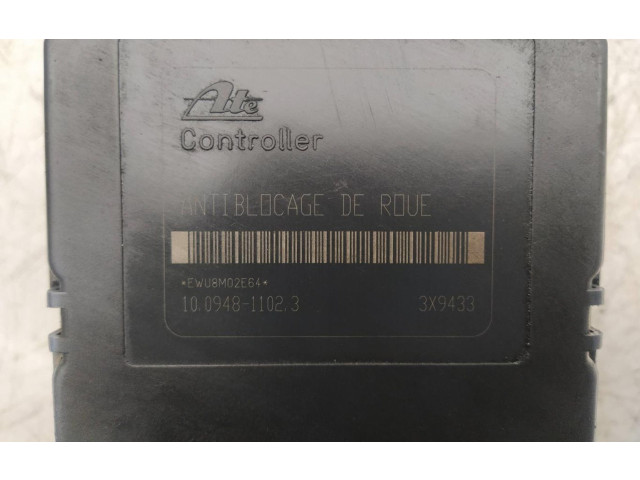 Ate
Controller
ANTIBLOCAGE DE ROUE
*EWU8M02E64*
10.0948-1102.3 3X9433